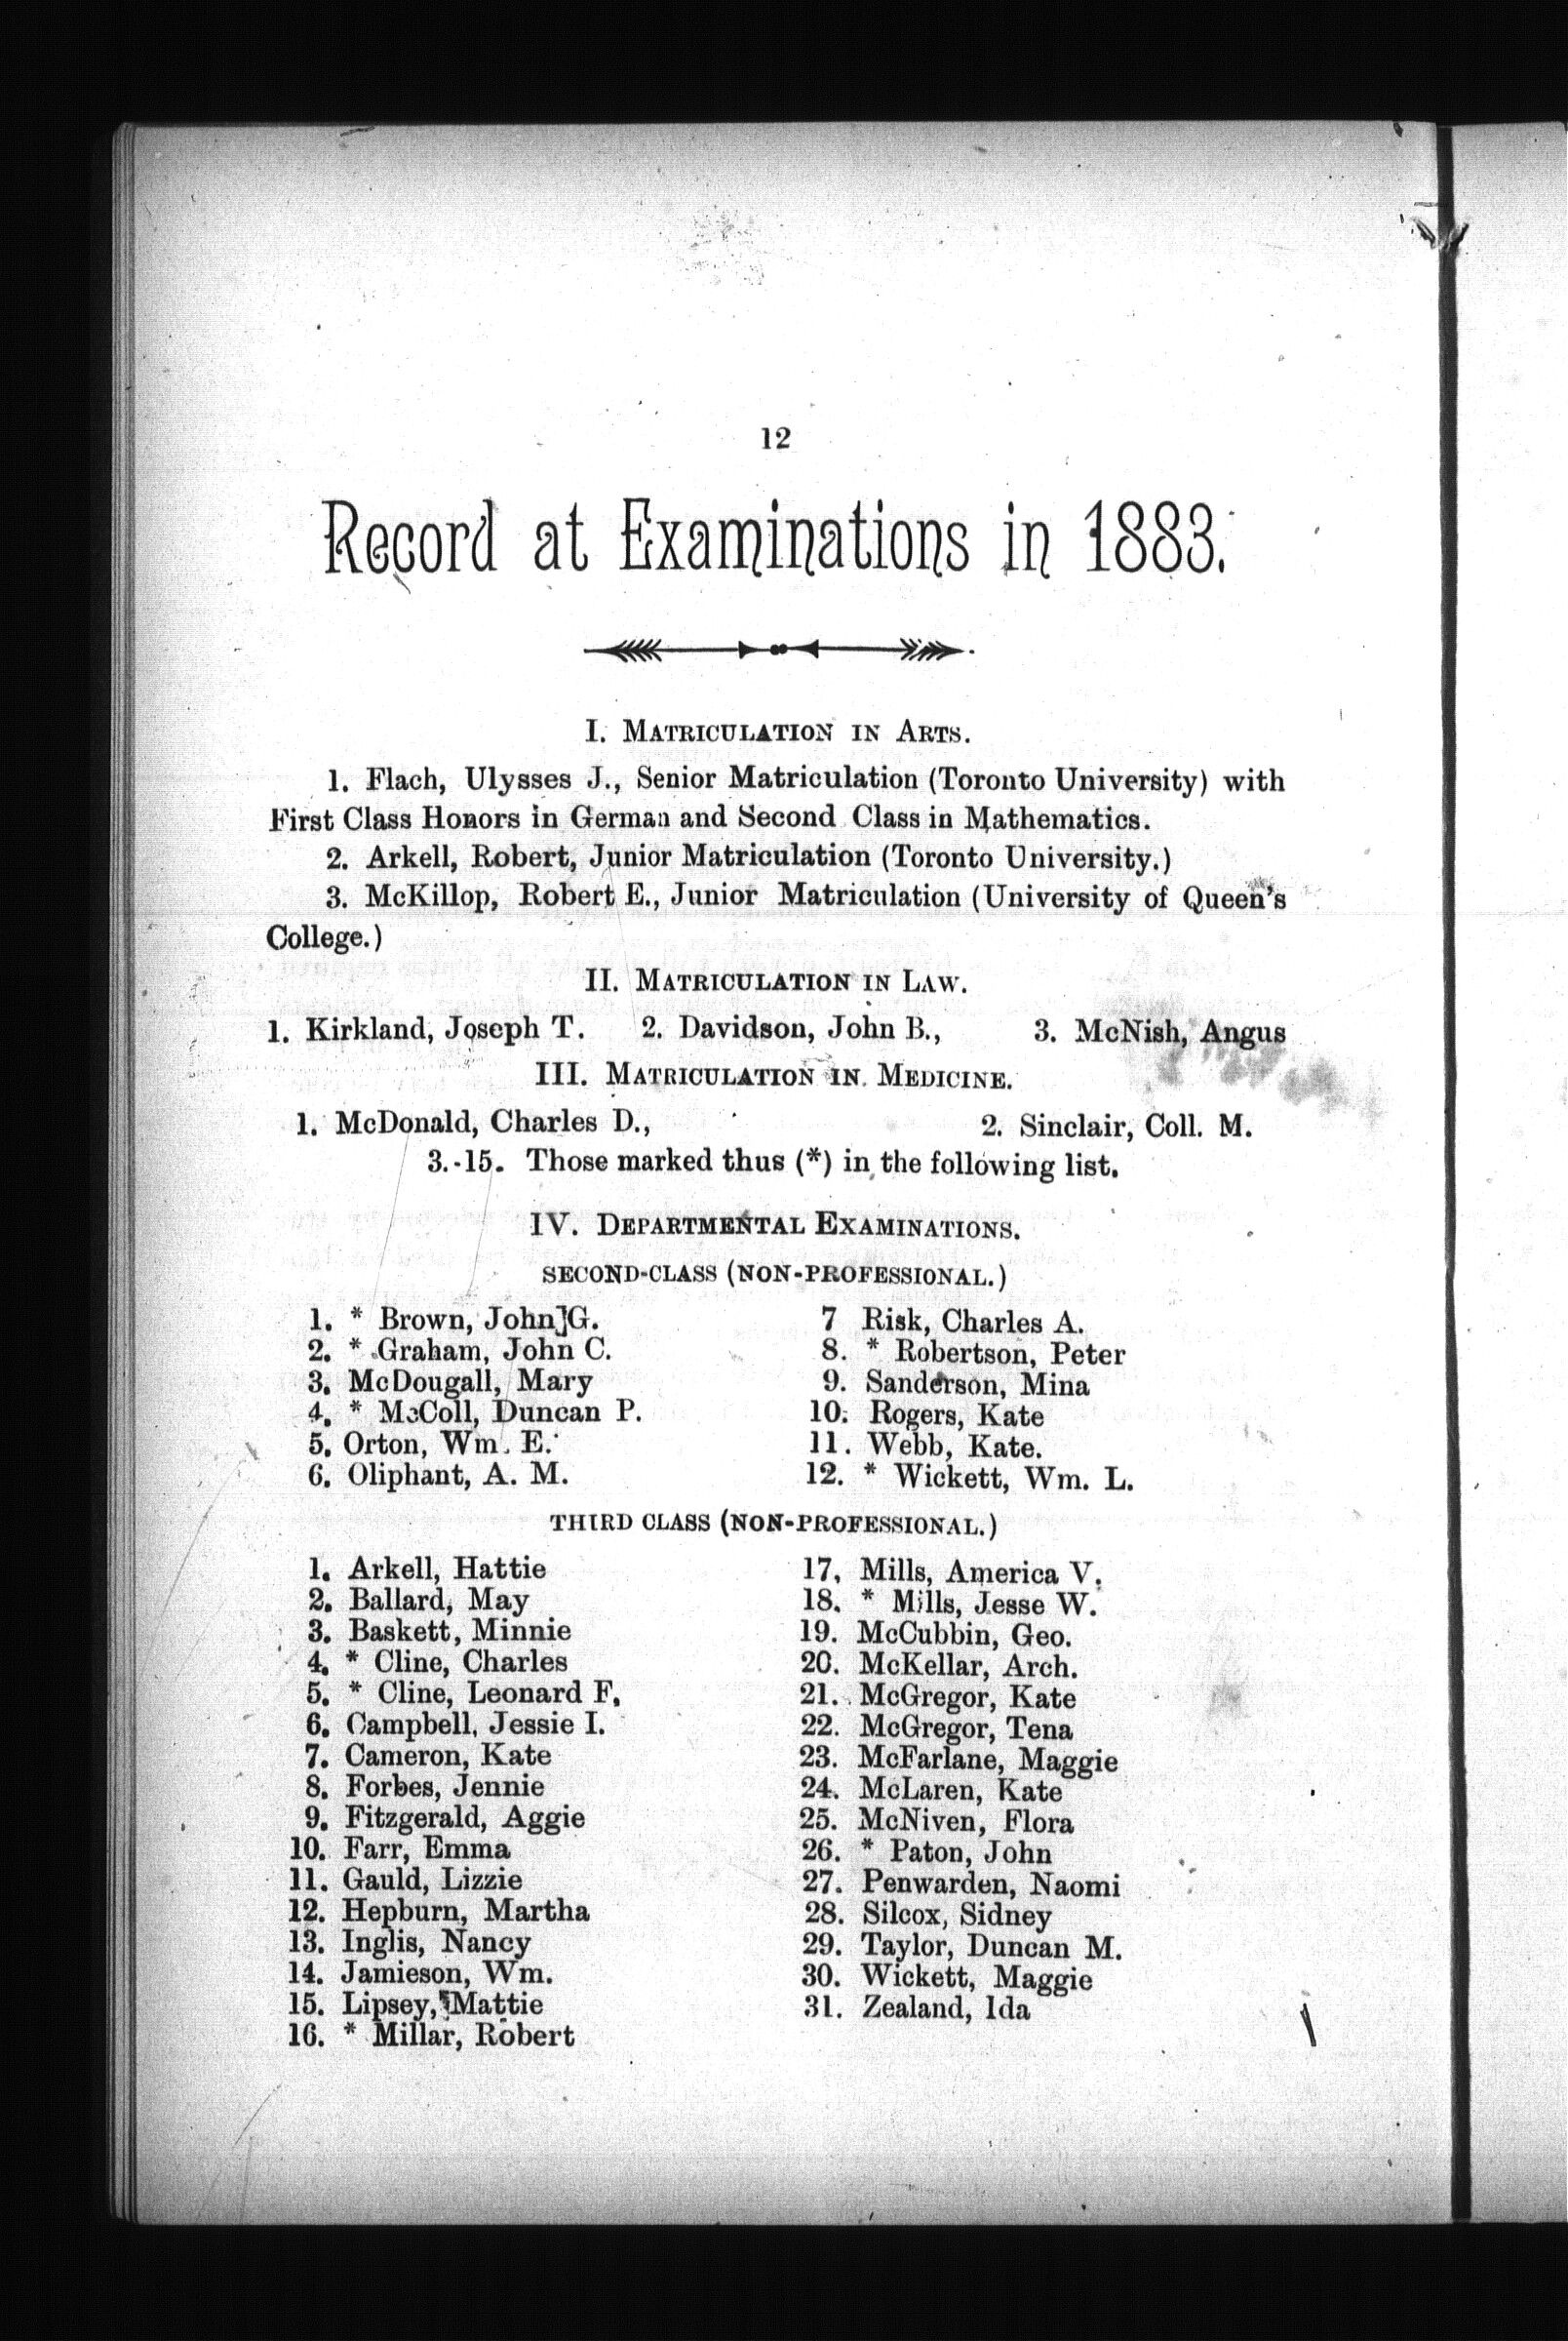 12
Record at Examinations in 1883.
I. MATRICULATION IN ARTS.
1. Flach, Ulysses J., Senior Matriculation (Toronto University) with
First Class Honors in German and Second Class in Mathematics.
2. Arkell, Robert, Junior Matriculation (Toronto University.)
3. McKillop, Robert E., Junior Matriculation (University of Queen's
College.)
II. MATRICULATION IN LAW.
1. Kirkland, Joseph T. 2. Davidson, John B., 3. McNish, Angus
III. MATRICULATION IN MEDICINE.
1. McDonald, Charles D., 2. Sinclair, Coll. M.
3.-15. Those marked thus (*) in the following list.
IV. DEPARTMENTAL EXAMINATIONS.
SECOND-CLASS (NON-PROFESSIONAL.)
1. * Brown, John]G.
2. * Graham, John C.
3. McDougall, Mary
4. * McColl, Duncan P.
5. Orton, Wm. E.
6. Oliphant, A. M.
7 Risk, Charles A.
8. * Robertson, Peter
9. Sanderson, Mina
10. Rogers, Kate
11. Webb, Kate.
12. * Wickett, Wm. L.
THIRD CLASS (NON-PROFESSIONAL.)
1. Arkell, Hattie
2. Ballard, May
3. Baskett, Minnie
4. * Cline, Charles
5. * Cline, Leonard F.
6. Campbell, Jessie I.
7. Cameron, Kate
8. Forbes, Jennie
9. Fitzgerald, Aggie
10. Farr, Emma
11. Gauld, Lizzie
12. Hepburn, Martha
13. Inglis, Nancy
14. Jamieson, Wm.
15. Lipsey, Mattie
16. * Millar, Robert
17, Mills, America V.
18. * Mills, Jesse W.
19. McCubbin, Geo.
20. McKellar, Arch.
21. McGregor, Kate
22. McGregor, Tena
23. McFarlane, Maggie
24. McLaren, Kate
25. McNiven, Flora
26. * Paton, John
27. Penwarden, Naomi
28. Silcox, Sidney
29. Taylor, Duncan M.
30. Wickett, Maggie
31. Zealand, Ida